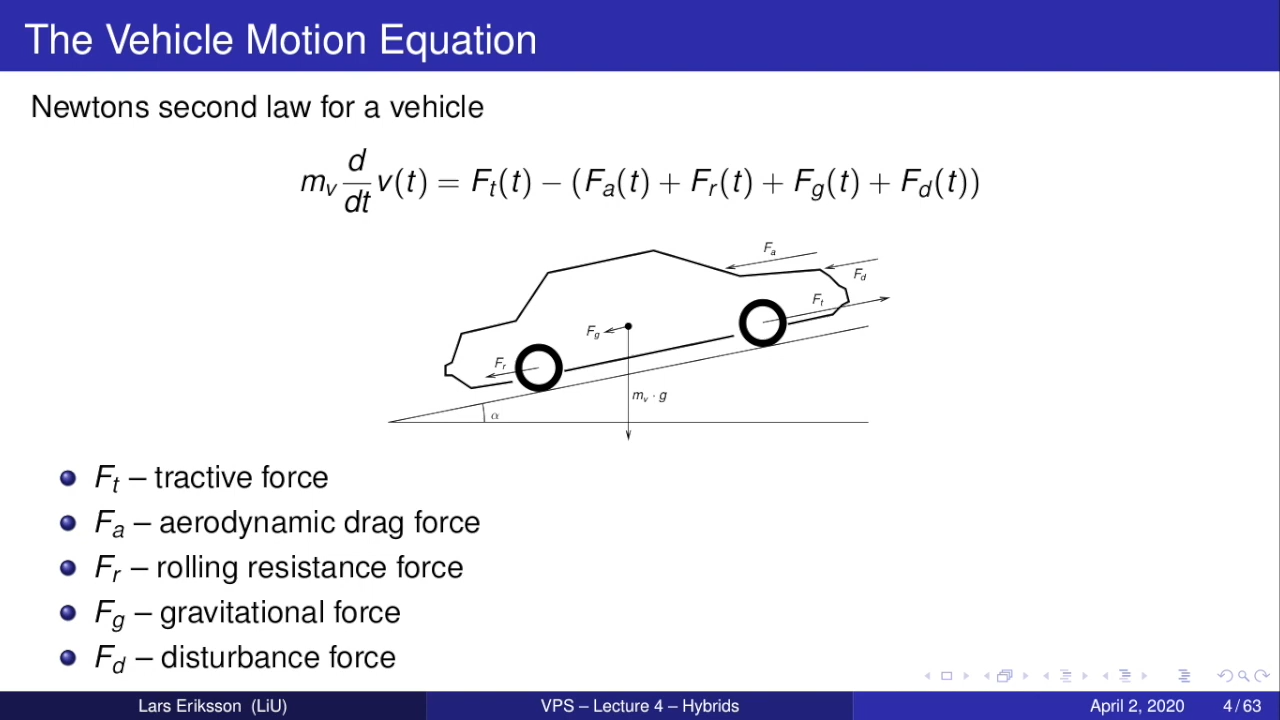 The Vehicle Motion Equation
Newtons second law for a vehicle
m_v d/dt v(t) = F_t(t) − (F_a(t) + F_r(t) + F_g(t) + F_d(t))
F_a
F_d
F_t
F_g
F_r
m_v · g
α
F_t – tractive force
F_a – aerodynamic drag force
F_r – rolling resistance force
F_g – gravitational force
F_d – disturbance force
Lars Eriksson (LiU) VPS – Lecture 4 – Hybrids April 2, 2020 4 / 63